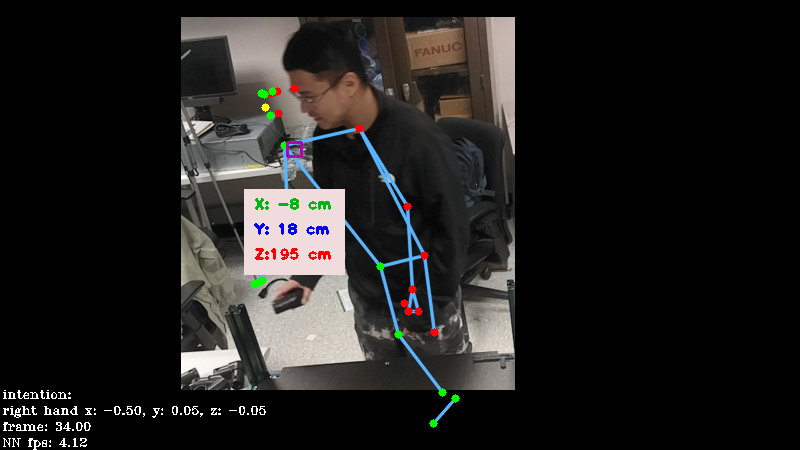 FANUC
X: -8 cm
Y: 18 cm
Z:195 cm
intention:
right hand x: -0.50, y: 0.05, z: -0.05
frame: 34.00
NN fps: 4.12